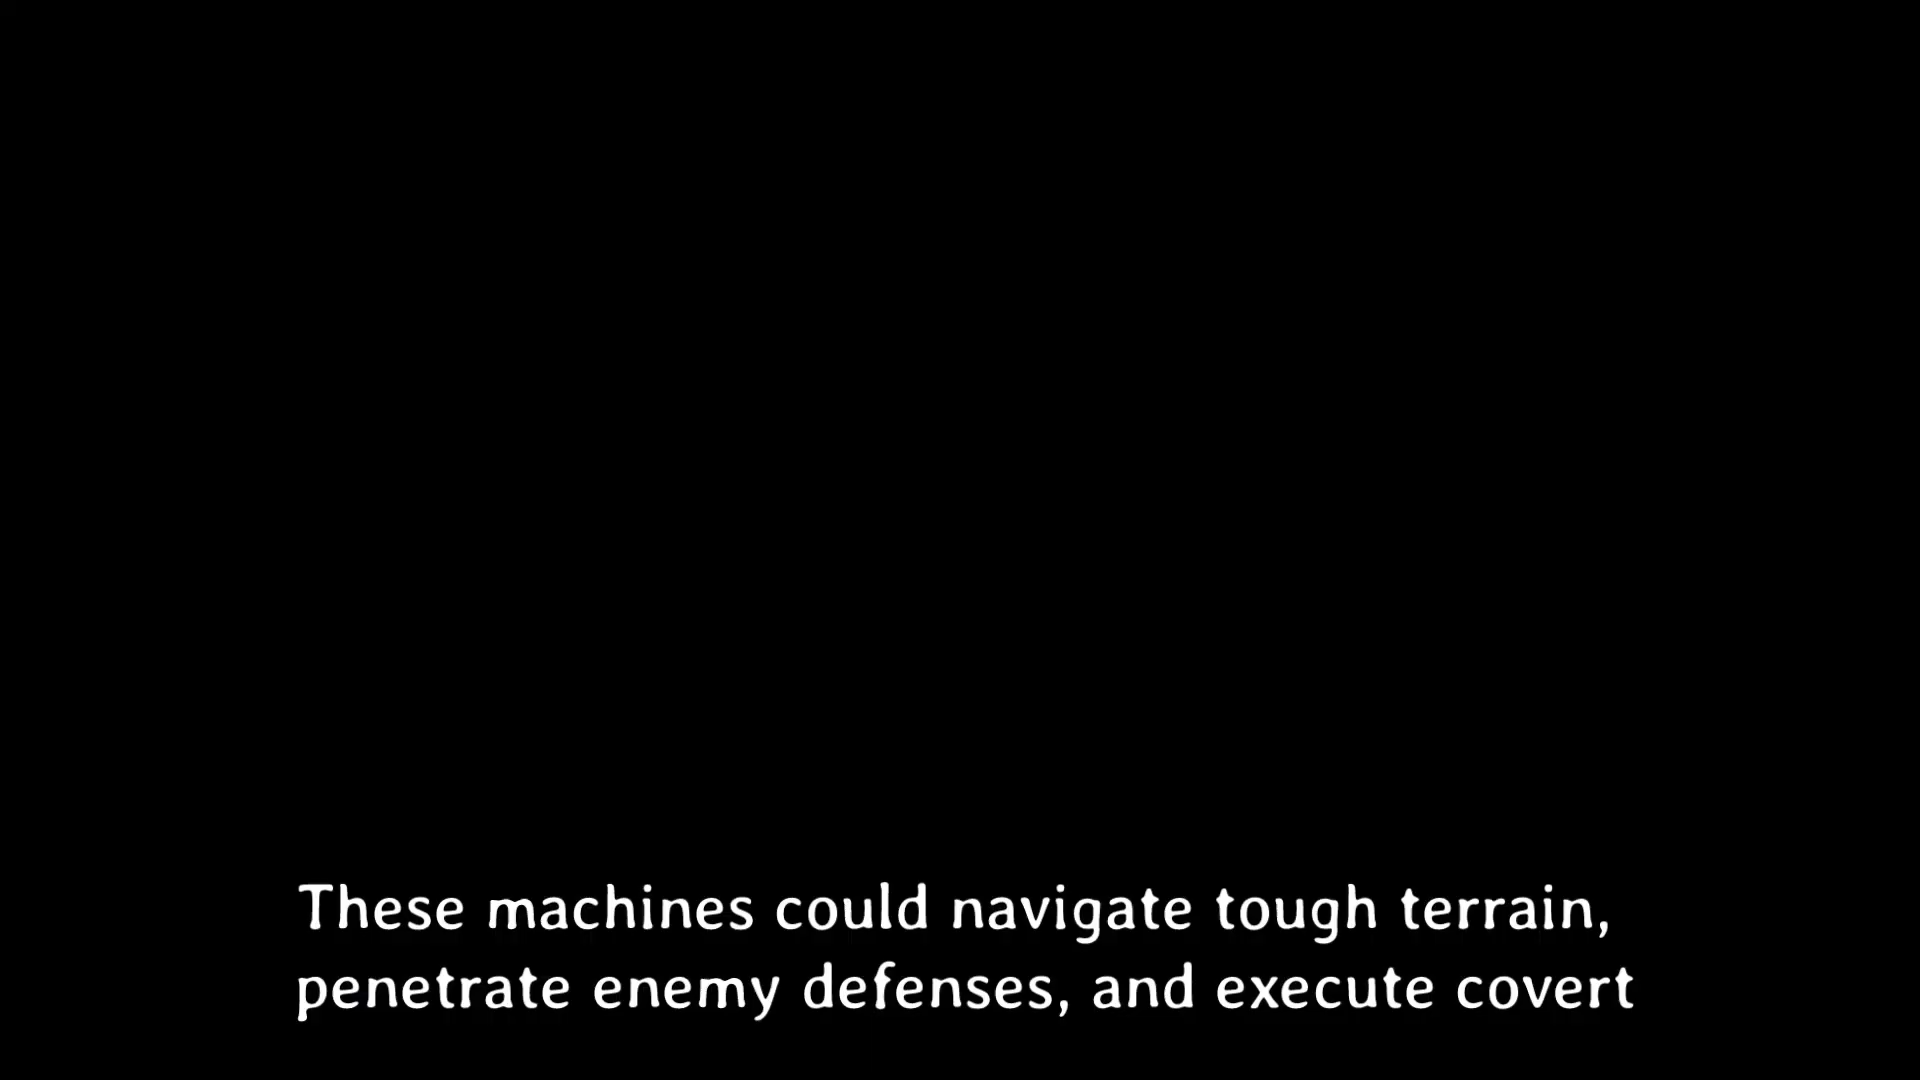 These machines could navigate tough terrain,
penetrate enemy defenses, and execute covert